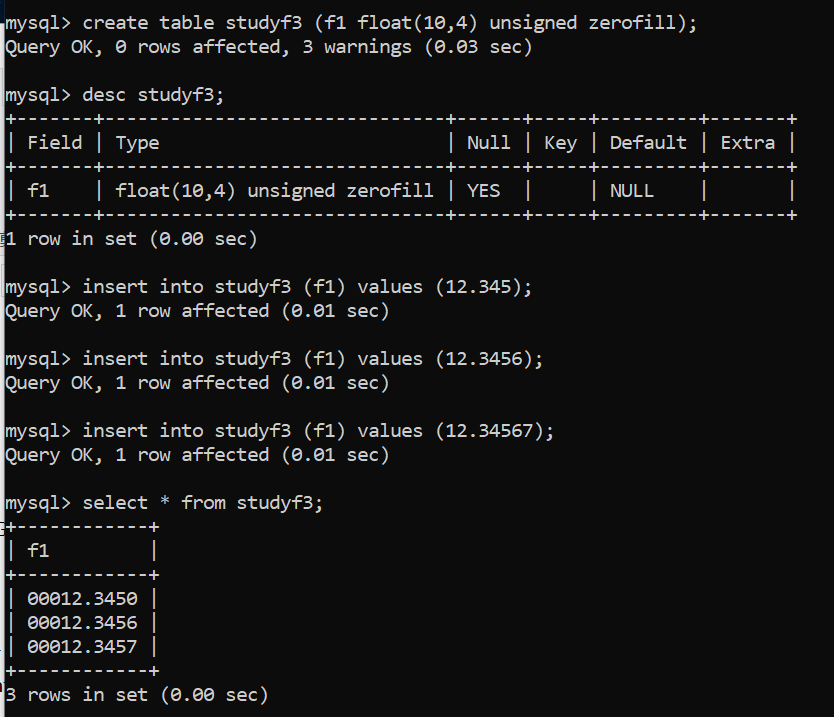 mysql> create table studyf3 (f1 float(10,4) unsigned zerofill);
Query OK, 0 rows affected, 3 warnings (0.03 sec)
mysql> desc studyf3;
+-------+-------------------------------+------+-----+---------+-------+
| Field | Type                          | Null | Key | Default | Extra |
+-------+-------------------------------+------+-----+---------+-------+
| f1    | float(10,4) unsigned zerofill | YES  |     | NULL    |       |
+-------+-------------------------------+------+-----+---------+-------+
1 row in set (0.00 sec)
mysql> insert into studyf3 (f1) values (12.345);
Query OK, 1 row affected (0.01 sec)
mysql> insert into studyf3 (f1) values (12.3456);
Query OK, 1 row affected (0.01 sec)
mysql> insert into studyf3 (f1) values (12.34567);
Query OK, 1 row affected (0.01 sec)
mysql> select * from studyf3;
+------------+
| f1         |
+------------+
| 00012.3450 |
| 00012.3456 |
| 00012.3457 |
+------------+
3 rows in set (0.00 sec)